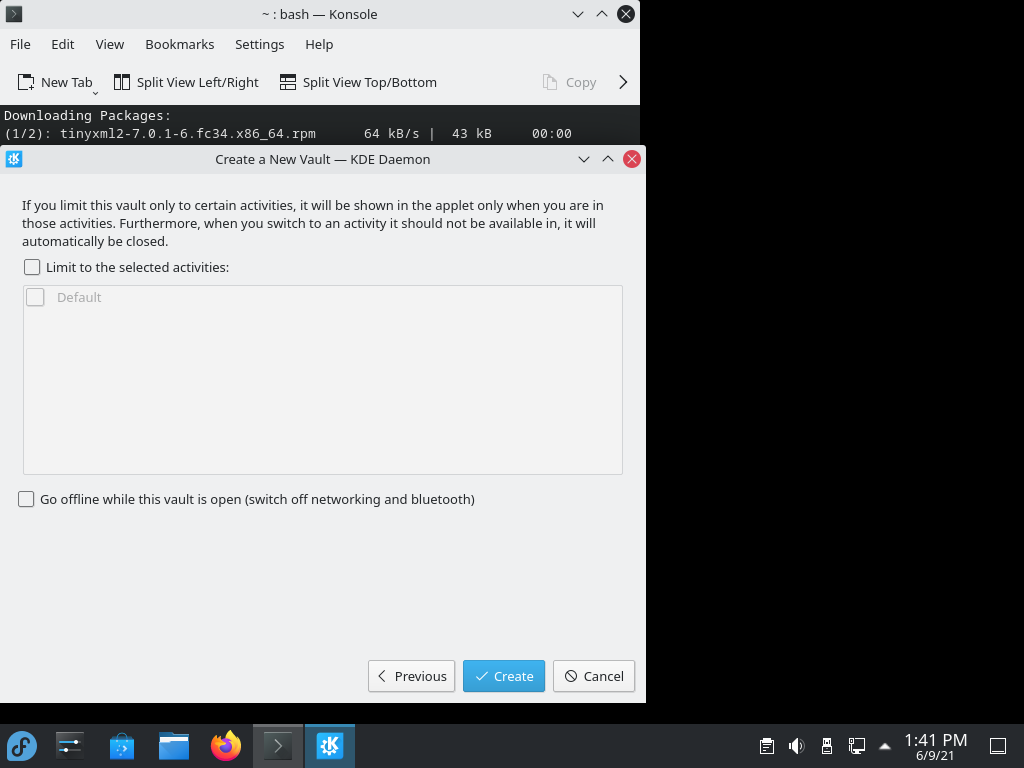 ~ : bash — Konsole
File Edit View Bookmarks Settings Help
New Tab Split View Left/Right Split View Top/Bottom Copy
Downloading Packages:
(1/2): tinyxml2-7.0.1-6.fc34.x86_64.rpm 64 kB/s | 43 kB 00:00
Create a New Vault — KDE Daemon
If you limit this vault only to certain activities, it will be shown in the applet only when you are in
those activities. Furthermore, when you switch to an activity it should not be available in, it will
automatically be closed.
Limit to the selected activities:
Default
Go offline while this vault is open (switch off networking and bluetooth)
Previous Create Cancel
1:41 PM
6/9/21